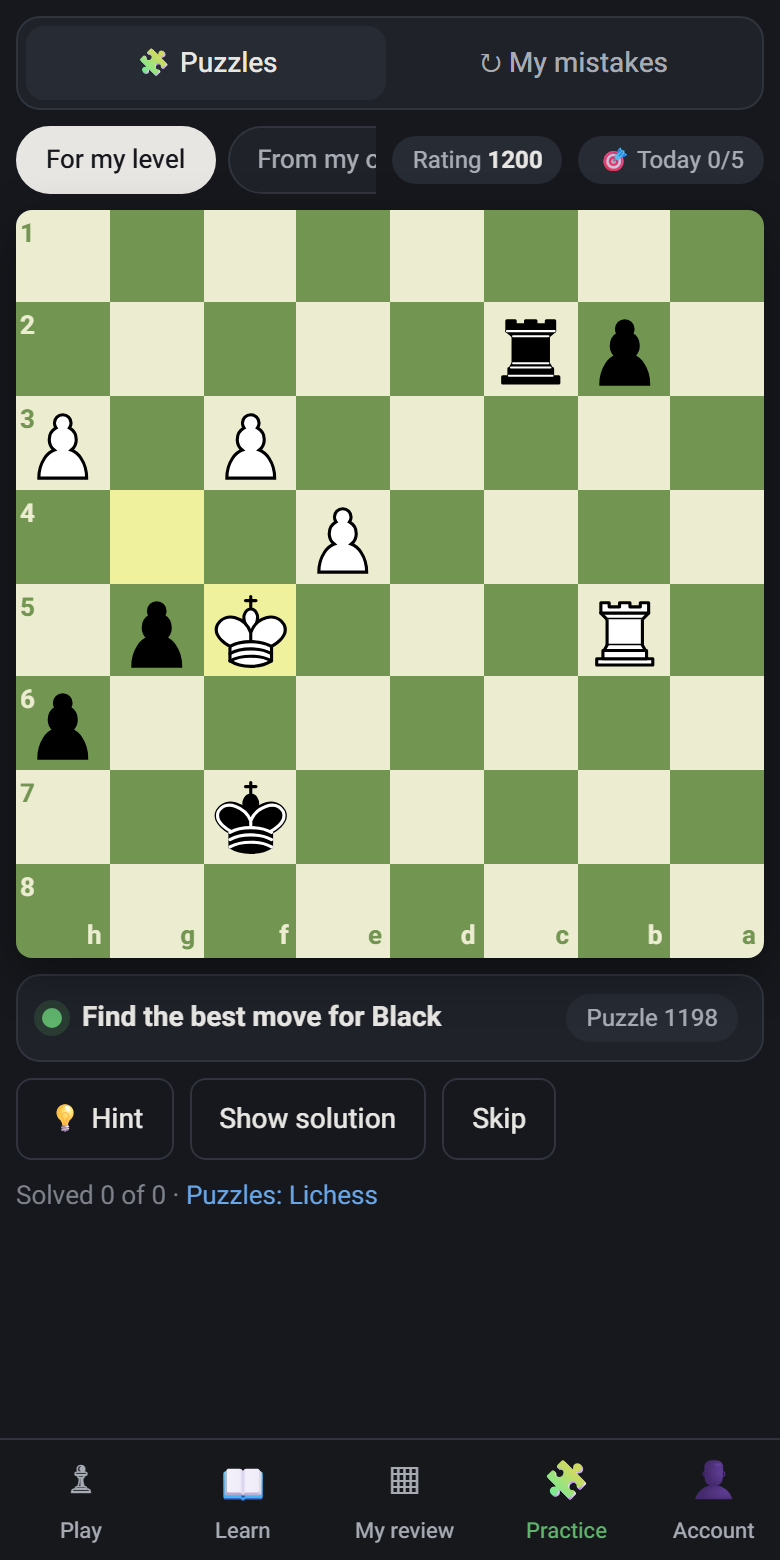 🧩 Puzzles ↻ My mistakes
For my level From my c Rating 1200 🎯 Today 0/5
1
2
3
4
5
6
7
8
h g f e d c b a
Find the best move for Black Puzzle 1198
💡 Hint Show solution Skip
Solved 0 of 0 · Puzzles: Lichess
Play Learn My review Practice Account